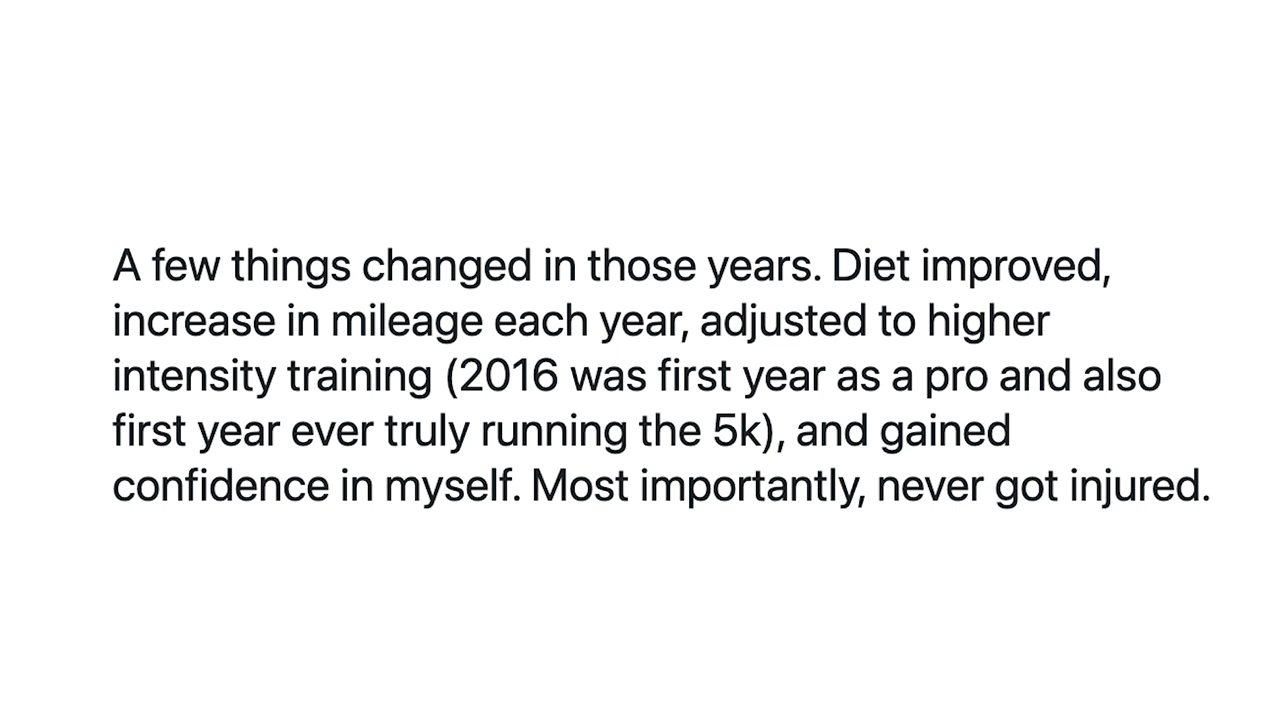 A few things changed in those years. Diet improved,
increase in mileage each year, adjusted to higher
intensity training (2016 was first year as a pro and also
first year ever truly running the 5k), and gained
confidence in myself. Most importantly, never got injured.